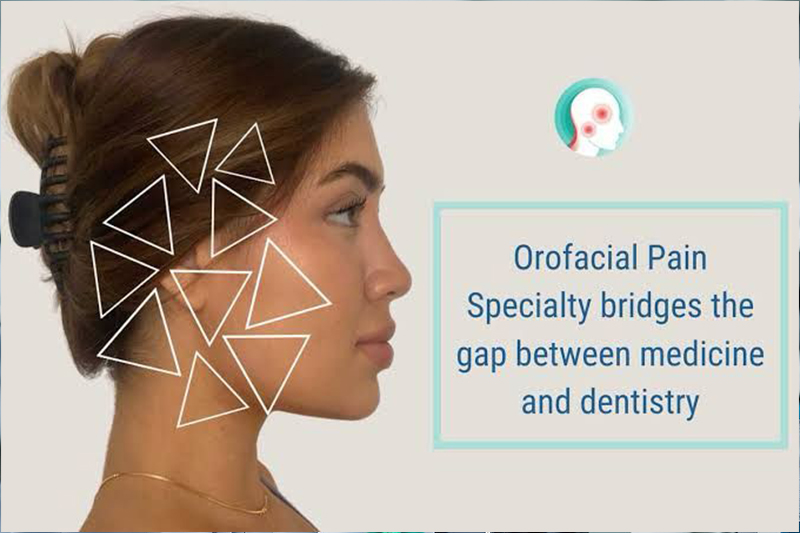 Orofacial Pain
Specialty bridges the
gap between medicine
and dentistry